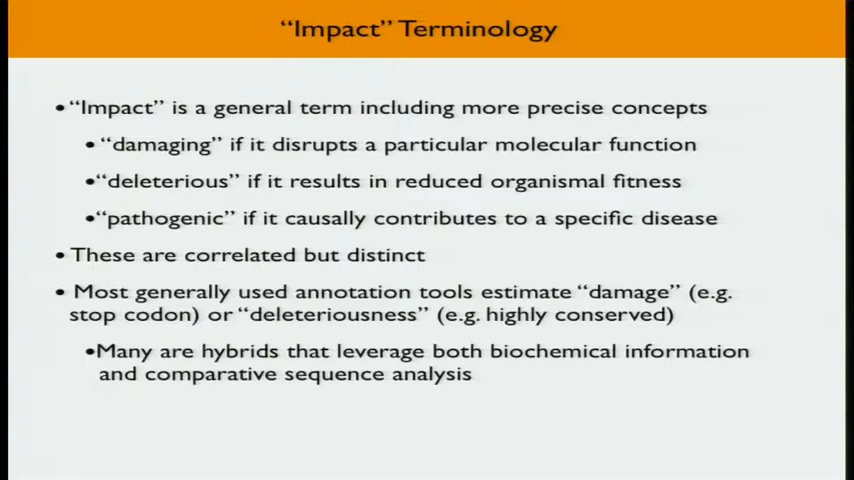 “Impact” Terminology
•“Impact” is a general term including more precise concepts
•“damaging” if it disrupts a particular molecular function
•“deleterious” if it results in reduced organismal fitness
•“pathogenic” if it causally contributes to a specific disease
•These are correlated but distinct
• Most generally used annotation tools estimate “damage” (e.g.
stop codon) or “deleteriousness” (e.g. highly conserved)
•Many are hybrids that leverage both biochemical information
and comparative sequence analysis